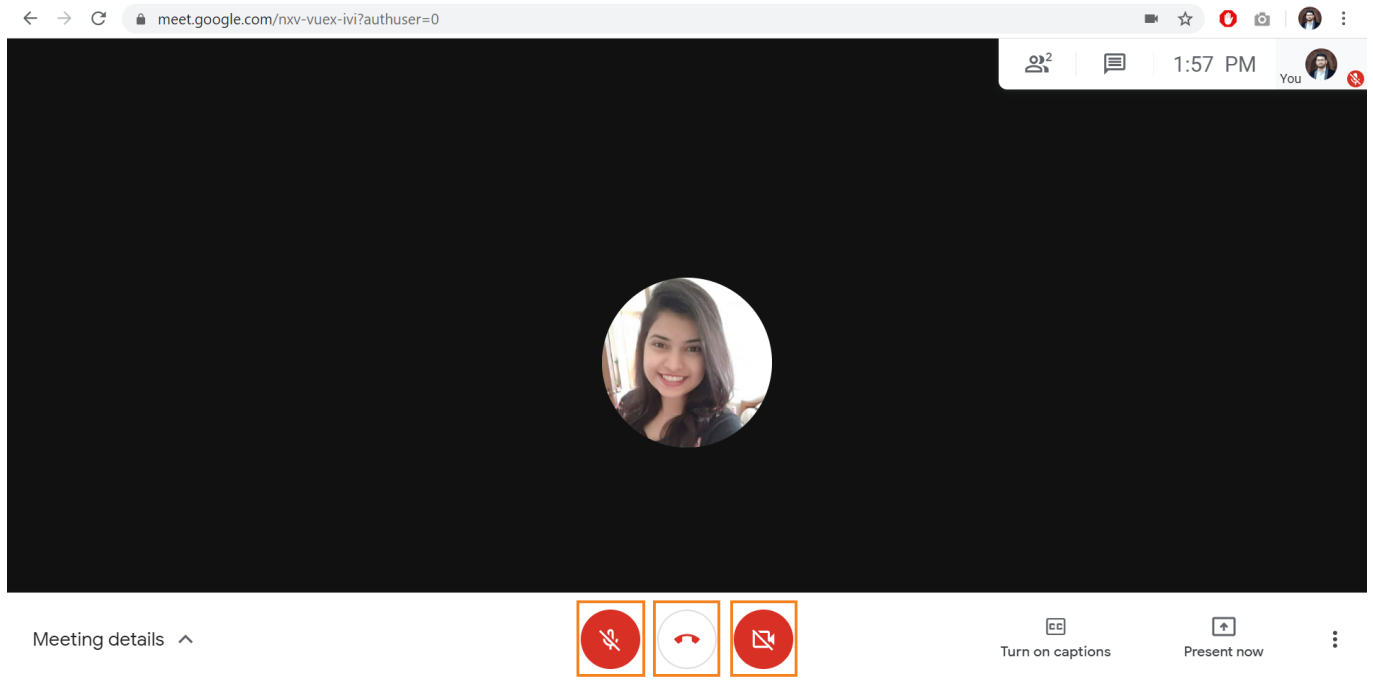 meet.google.com/nxv-vuex-ivi?authuser=0
2
1:57 PM
You
Meeting details
CC
Turn on captions
Present now